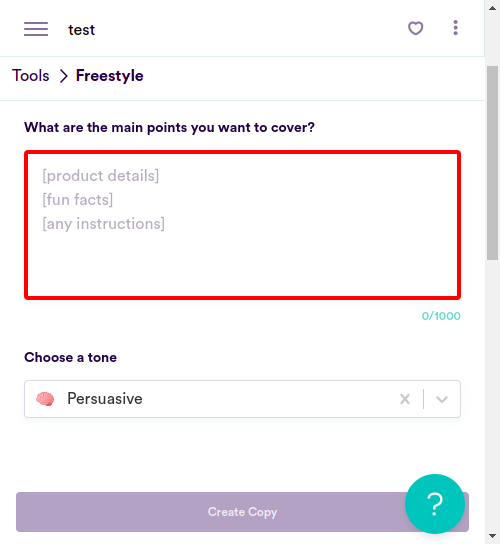 test
Tools > Freestyle
What are the main points you want to cover?
[product details]
[fun facts]
[any instructions]
0/1000
Choose a tone
Persuasive
Create Copy
?